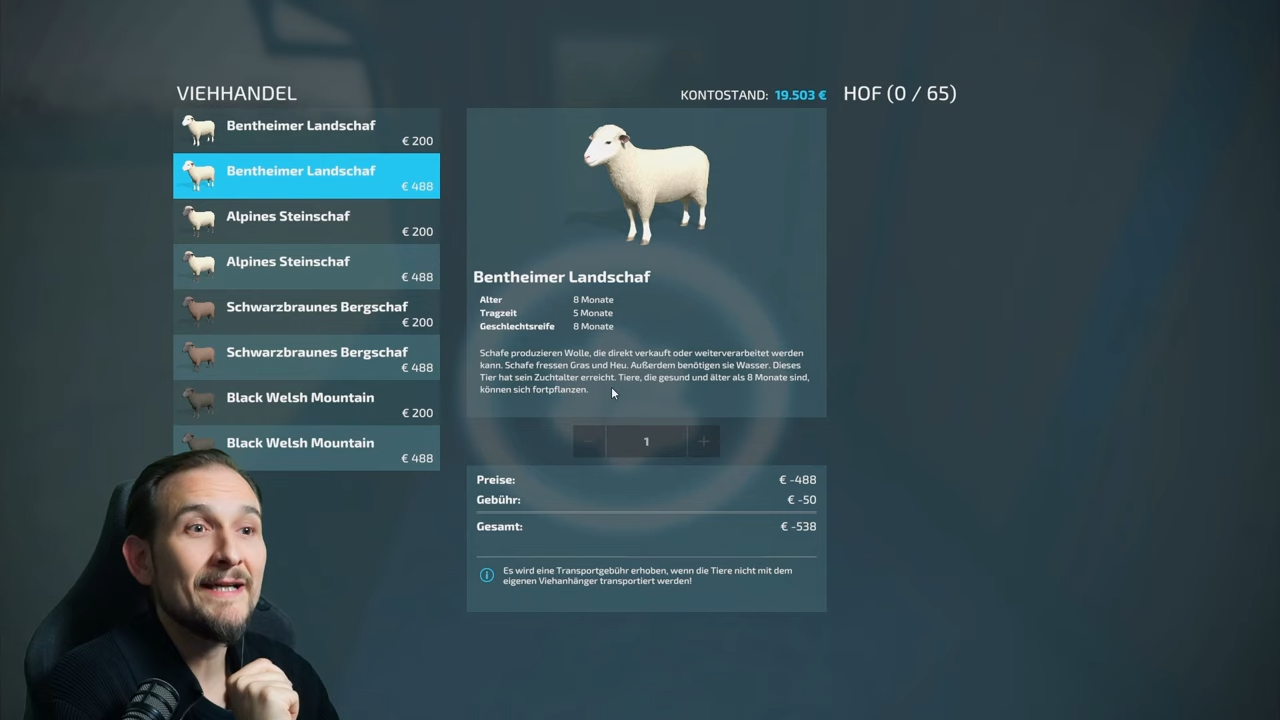 VIEHHANDEL
KONTOSTAND: 19.503 €
HOF (0 / 65)
Bentheimer Landschaf
€ 200
Bentheimer Landschaf
€ 488
Alpines Steinschaf
€ 200
Alpines Steinschaf
€ 488
Schwarzbraunes Bergschaf
€ 200
Schwarzbraunes Bergschaf
€ 488
Black Welsh Mountain
€ 200
Black Welsh Mountain
€ 488
Bentheimer Landschaf
Alter 8 Monate
Tragzeit 5 Monate
Geschlechtsreife 8 Monate
Schafe produzieren Wolle, die direkt verkauft oder weiterverarbeitet werden
kann. Schafe fressen Gras und Heu. Außerdem benötigen sie Wasser. Dieses
Tier hat sein Zuchtalter erreicht. Tiere, die gesund und älter als 8 Monate sind,
können sich fortpflanzen.
− 1 +
Preise: € -488
Gebühr: € -50
Gesamt: € -538
Es wird eine Transportgebühr erhoben, wenn die Tiere nicht mit dem
eigenen Viehanhänger transportiert werden!